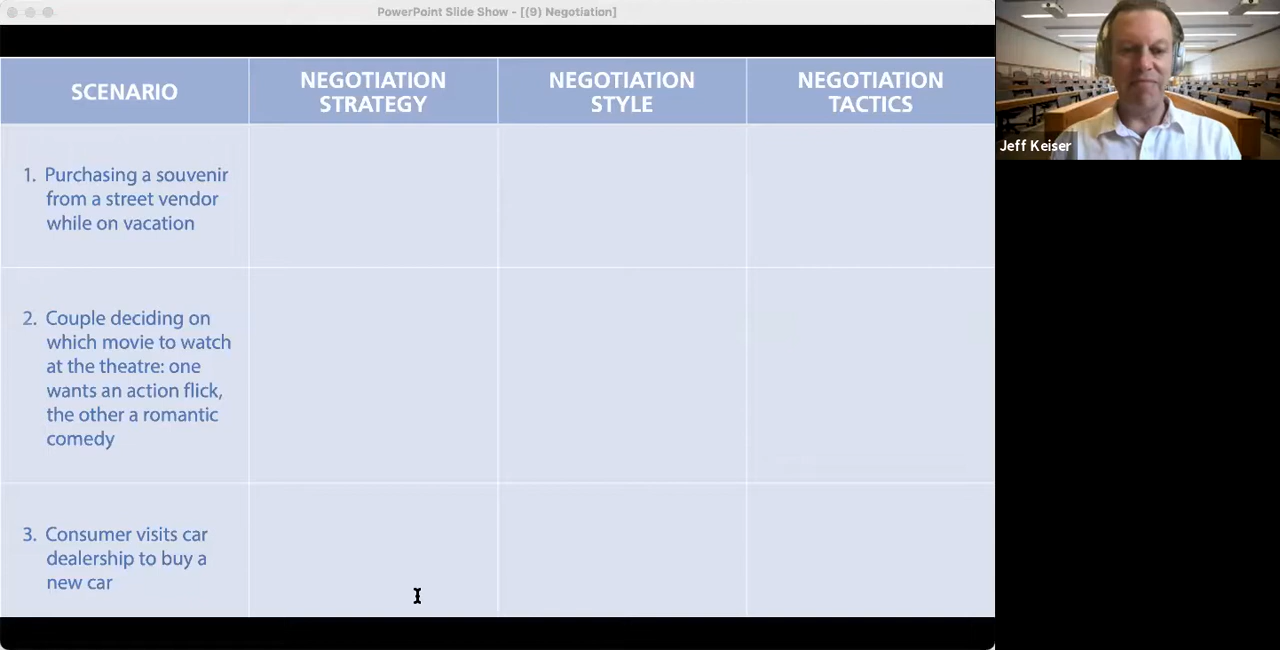 PowerPoint Slide Show - [(9) Negotiation]
SCENARIO
NEGOTIATION
STRATEGY
NEGOTIATION
STYLE
NEGOTIATION
TACTICS
1. Purchasing a souvenir
from a street vendor
while on vacation
2. Couple deciding on
which movie to watch
at the theatre: one
wants an action flick,
the other a romantic
comedy
3. Consumer visits car
dealership to buy a
new car
Jeff Keiser